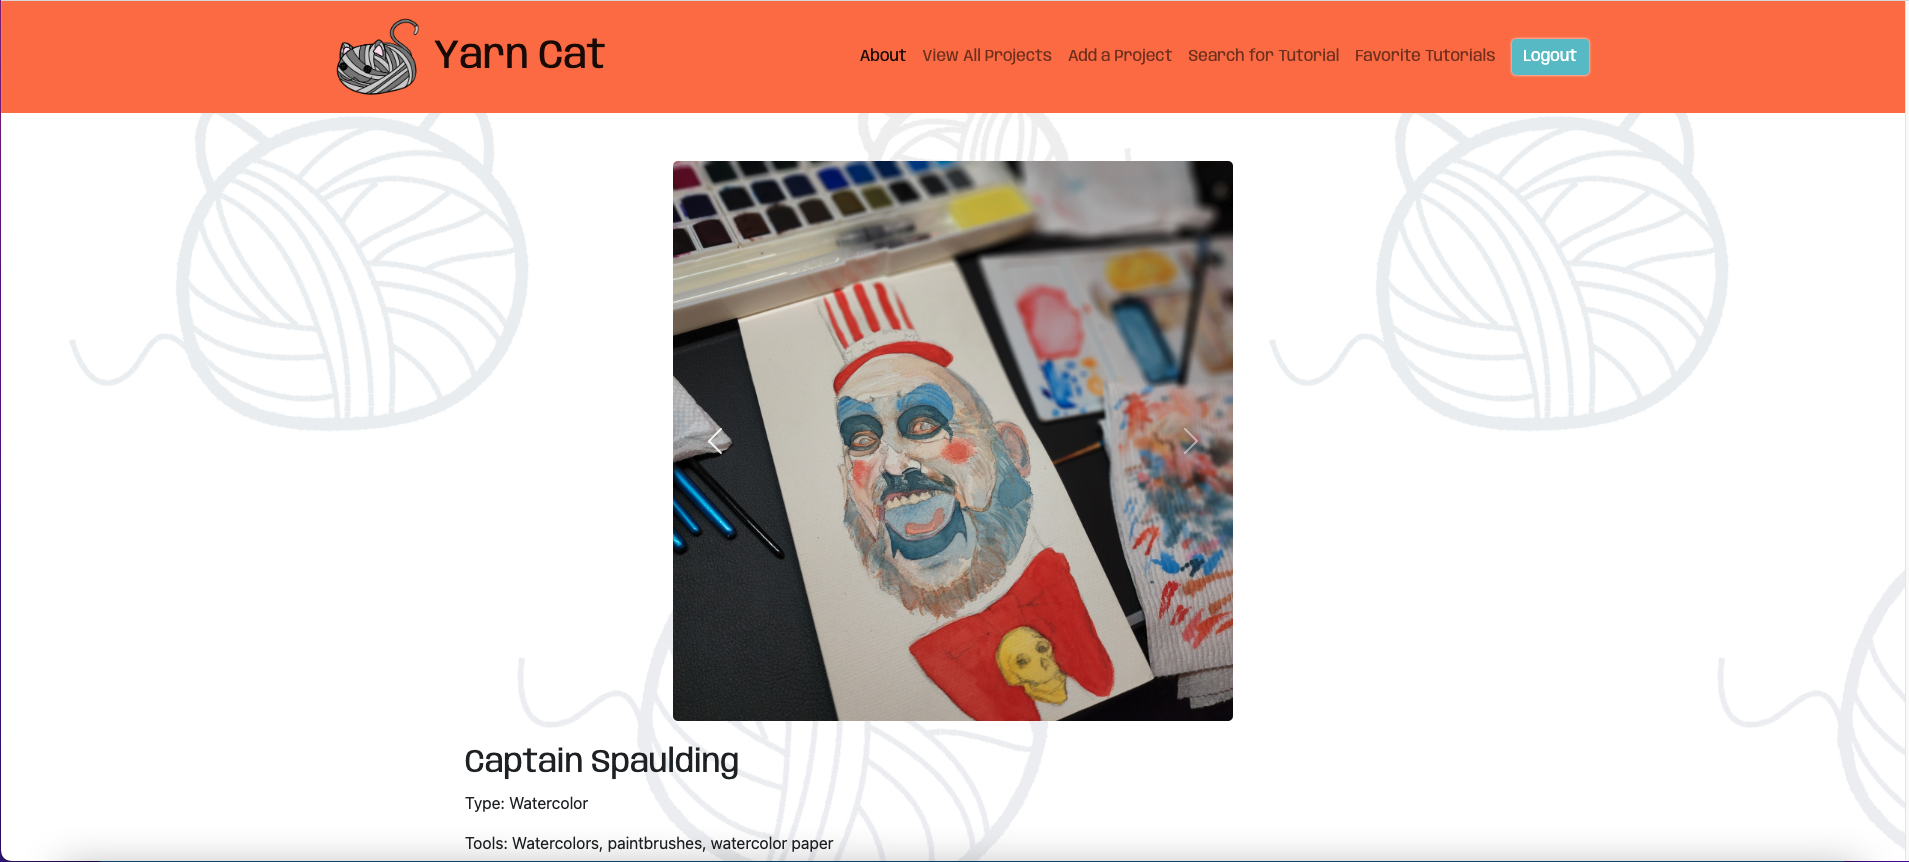 Yarn Cat
About View All Projects Add a Project Search for Tutorial Favorite Tutorials Logout
Captain Spaulding
Type: Watercolor
Tools: Watercolors, paintbrushes, watercolor paper